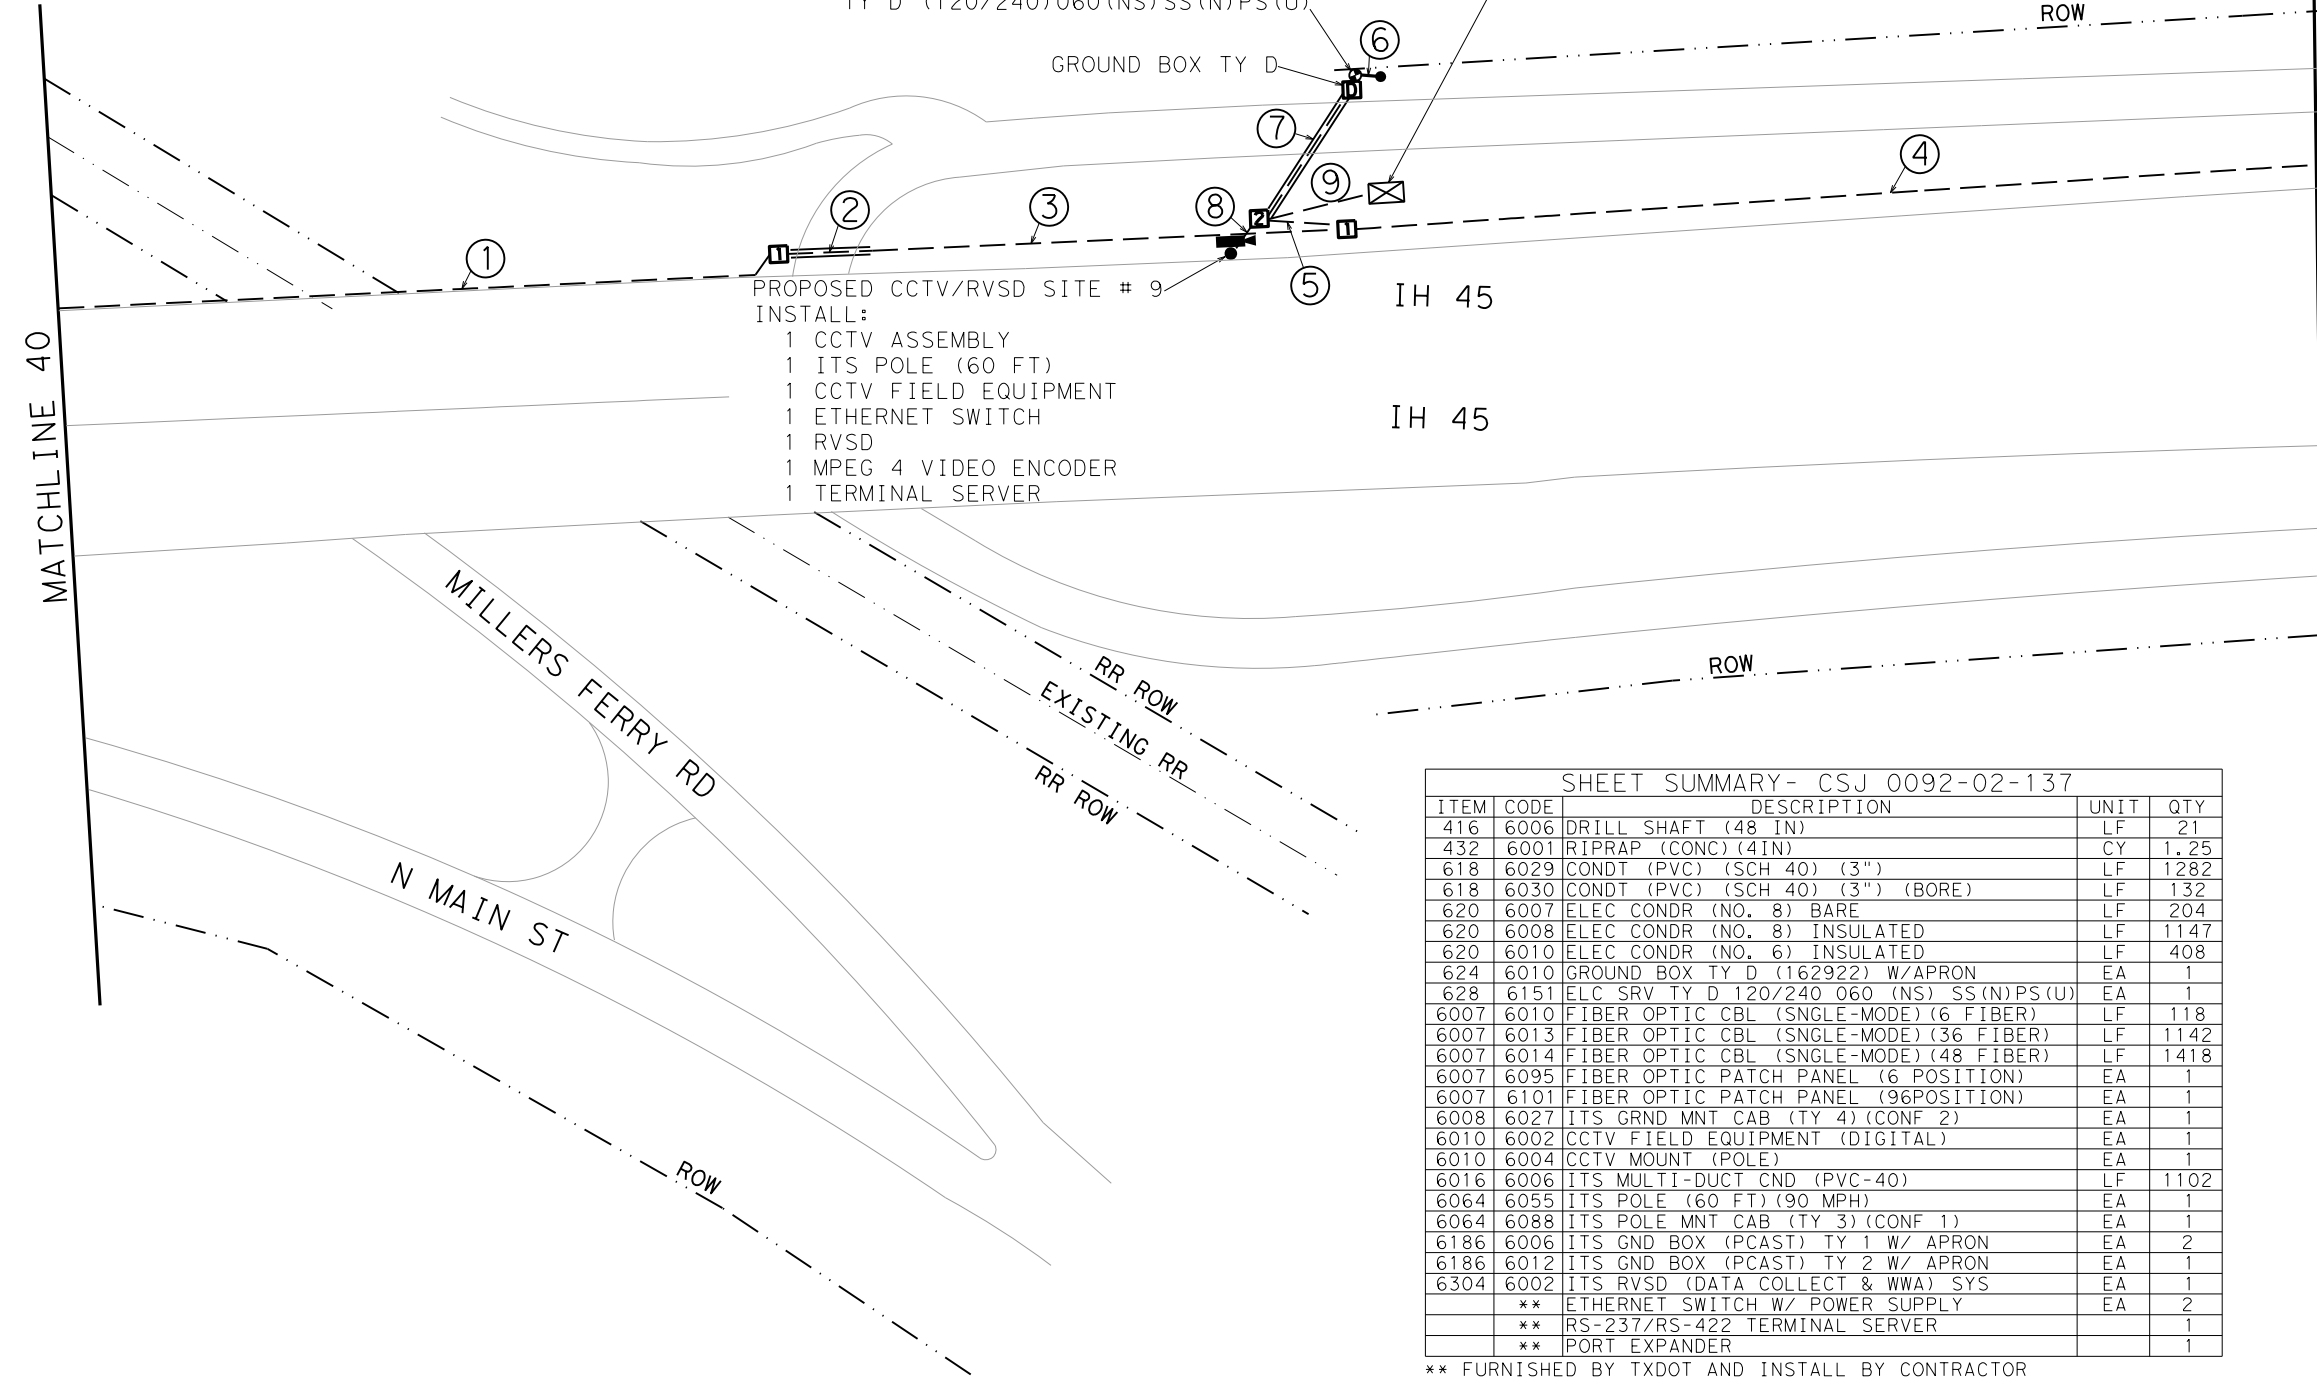 TY D (120/240)060(NS)SS(N)PS(U)
ROW
6
GROUND BOX TY D
D
7
4
9
2
3
8
2
1
1
1
5
PROPOSED CCTV/RVSD SITE # 9
INSTALL:
1 CCTV ASSEMBLY
1 ITS POLE (60 FT)
1 CCTV FIELD EQUIPMENT
1 ETHERNET SWITCH
1 RVSD
1 MPEG 4 VIDEO ENCODER
1 TERMINAL SERVER
IH 45
IH 45
MATCHLINE 40
MILLERS FERRY RD
RR ROW
EXISTING RR
RR ROW
ROW
N MAIN ST
ROW
SHEET SUMMARY- CSJ 0092-02-137
ITEM CODE DESCRIPTION UNIT QTY
416 6006 DRILL SHAFT (48 IN) LF 21
432 6001 RIPRAP (CONC)(4IN) CY 1.25
618 6029 CONDT (PVC) (SCH 40) (3") LF 1282
618 6030 CONDT (PVC) (SCH 40) (3") (BORE) LF 132
620 6007 ELEC CONDR (NO. 8) BARE LF 204
620 6008 ELEC CONDR (NO. 8) INSULATED LF 1147
620 6010 ELEC CONDR (NO. 6) INSULATED LF 408
624 6010 GROUND BOX TY D (162922) W/APRON EA 1
628 6151 ELC SRV TY D 120/240 060 (NS) SS(N)PS(U) EA 1
6007 6010 FIBER OPTIC CBL (SNGLE-MODE)(6 FIBER) LF 118
6007 6013 FIBER OPTIC CBL (SNGLE-MODE)(36 FIBER) LF 1142
6007 6014 FIBER OPTIC CBL (SNGLE-MODE)(48 FIBER) LF 1418
6007 6095 FIBER OPTIC PATCH PANEL (6 POSITION) EA 1
6007 6101 FIBER OPTIC PATCH PANEL (96POSITION) EA 1
6008 6027 ITS GRND MNT CAB (TY 4)(CONF 2) EA 1
6010 6002 CCTV FIELD EQUIPMENT (DIGITAL) EA 1
6010 6004 CCTV MOUNT (POLE) EA 1
6016 6006 ITS MULTI-DUCT CND (PVC-40) LF 1102
6064 6055 ITS POLE (60 FT)(90 MPH) EA 1
6064 6088 ITS POLE MNT CAB (TY 3)(CONF 1) EA 1
6186 6006 ITS GND BOX (PCAST) TY 1 W/ APRON EA 2
6186 6012 ITS GND BOX (PCAST) TY 2 W/ APRON EA 1
6304 6002 ITS RVSD (DATA COLLECT & WWA) SYS EA 1
** ETHERNET SWITCH W/ POWER SUPPLY EA 2
** RS-237/RS-422 TERMINAL SERVER 1
** PORT EXPANDER 1
** FURNISHED BY TXDOT AND INSTALL BY CONTRACTOR